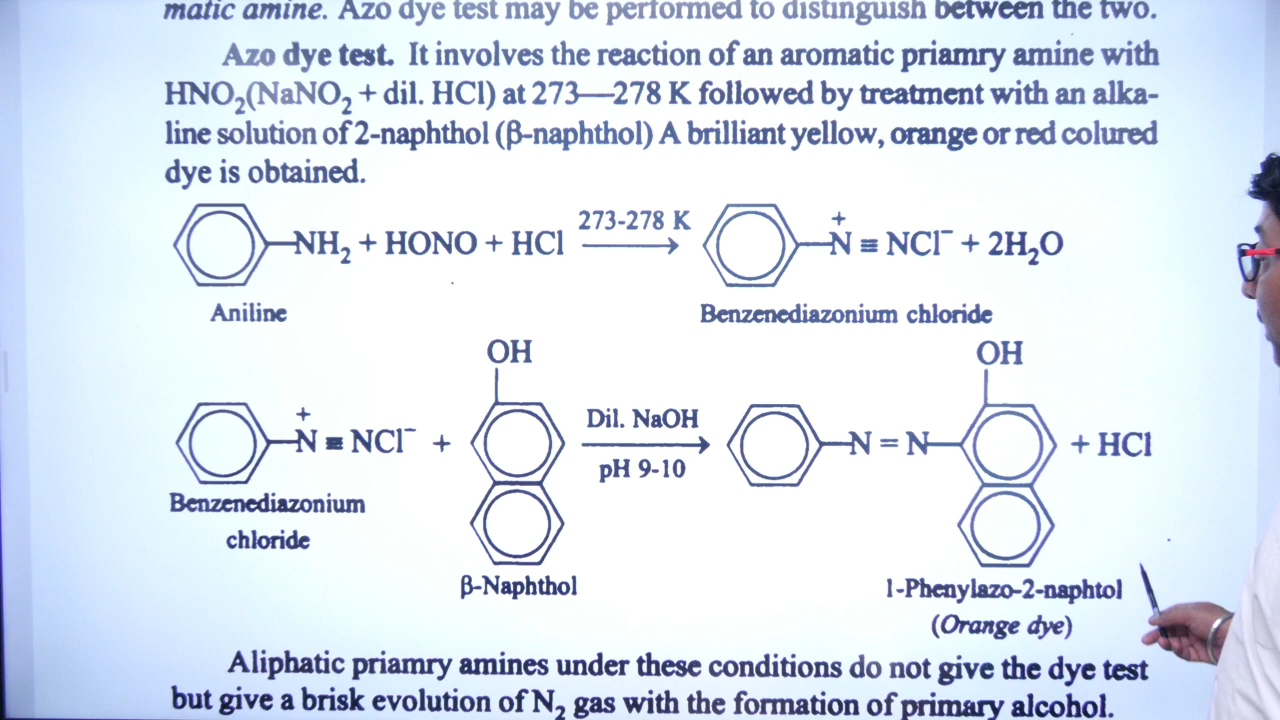 matic amine. Azo dye test may be performed to distinguish between the two.
Azo dye test. It involves the reaction of an aromatic priamry amine with
HNO₂(NaNO₂ + dil. HCl) at 273—278 K followed by treatment with an alka-
line solution of 2-naphthol (β-naphthol) A brilliant yellow, orange or red colured
dye is obtained.
273-278 K
NH₂ + HONO + HCl ⟶ N⁺ ≡ NCl⁻ + 2H₂O
Aniline Benzenediazonium chloride
OH OH
Dil. NaOH
N⁺ ≡ NCl⁻ + ⟶ N = N + HCl
pH 9-10
Benzenediazonium
chloride
β-Naphthol 1-Phenylazo-2-naphtol
(Orange dye)
Aliphatic priamry amines under these conditions do not give the dye test
but give a brisk evolution of N₂ gas with the formation of primary alcohol.